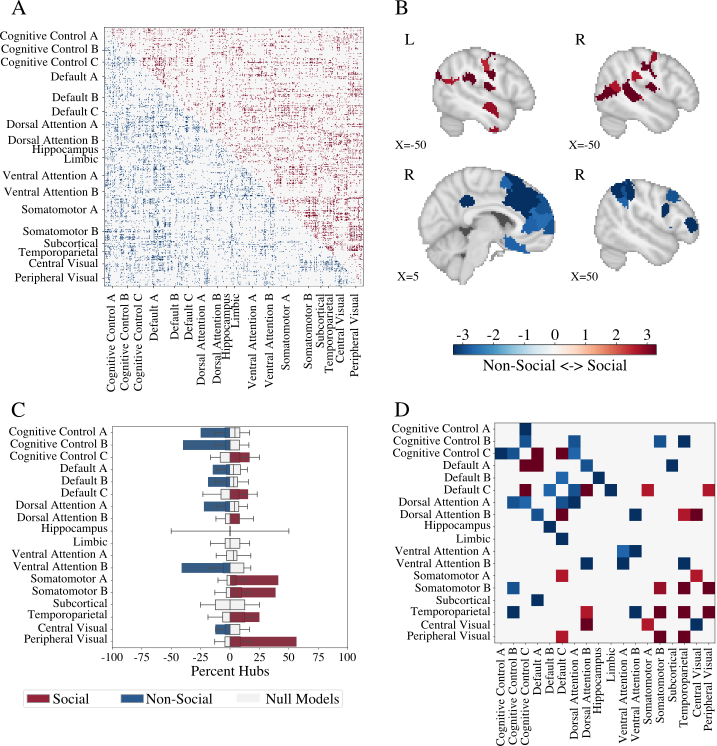 A
Cognitive Control A
Cognitive Control B
Cognitive Control C
Default A
Default B
Default C
Dorsal Attention A
Dorsal Attention B
Hippocampus
Limbic
Ventral Attention A
Ventral Attention B
Somatomotor A
Somatomotor B
Subcortical
Temporoparietal
Central Visual
Peripheral Visual
Cognitive Control A
Cognitive Control B
Cognitive Control C
Default A
Default B
Default C
Dorsal Attention A
Dorsal Attention B
Hippocampus
Limbic
Ventral Attention A
Ventral Attention B
Somatomotor A
Somatomotor B
Subcortical
Temporoparietal
Central Visual
Peripheral Visual
B
L
R
X=-50
X=-50
R
R
X=5
X=50
-3 -2 -1 0 1 2 3
Non-Social <-> Social
C
Cognitive Control A
Cognitive Control B
Cognitive Control C
Default A
Default B
Default C
Dorsal Attention A
Dorsal Attention B
Hippocampus
Limbic
Ventral Attention A
Ventral Attention B
Somatomotor A
Somatomotor B
Subcortical
Temporoparietal
Central Visual
Peripheral Visual
-100 -75 -50 -25 0 25 50 75 100
Percent Hubs
Social Non-Social Null Models
D
Cognitive Control A
Cognitive Control B
Cognitive Control C
Default A
Default B
Default C
Dorsal Attention A
Dorsal Attention B
Hippocampus
Limbic
Ventral Attention A
Ventral Attention B
Somatomotor A
Somatomotor B
Subcortical
Temporoparietal
Central Visual
Peripheral Visual
Cognitive Control A
Cognitive Control B
Cognitive Control C
Default A
Default B
Default C
Dorsal Attention A
Dorsal Attention B
Hippocampus
Limbic
Ventral Attention A
Ventral Attention B
Somatomotor A
Somatomotor B
Subcortical
Temporoparietal
Central Visual
Peripheral Visual